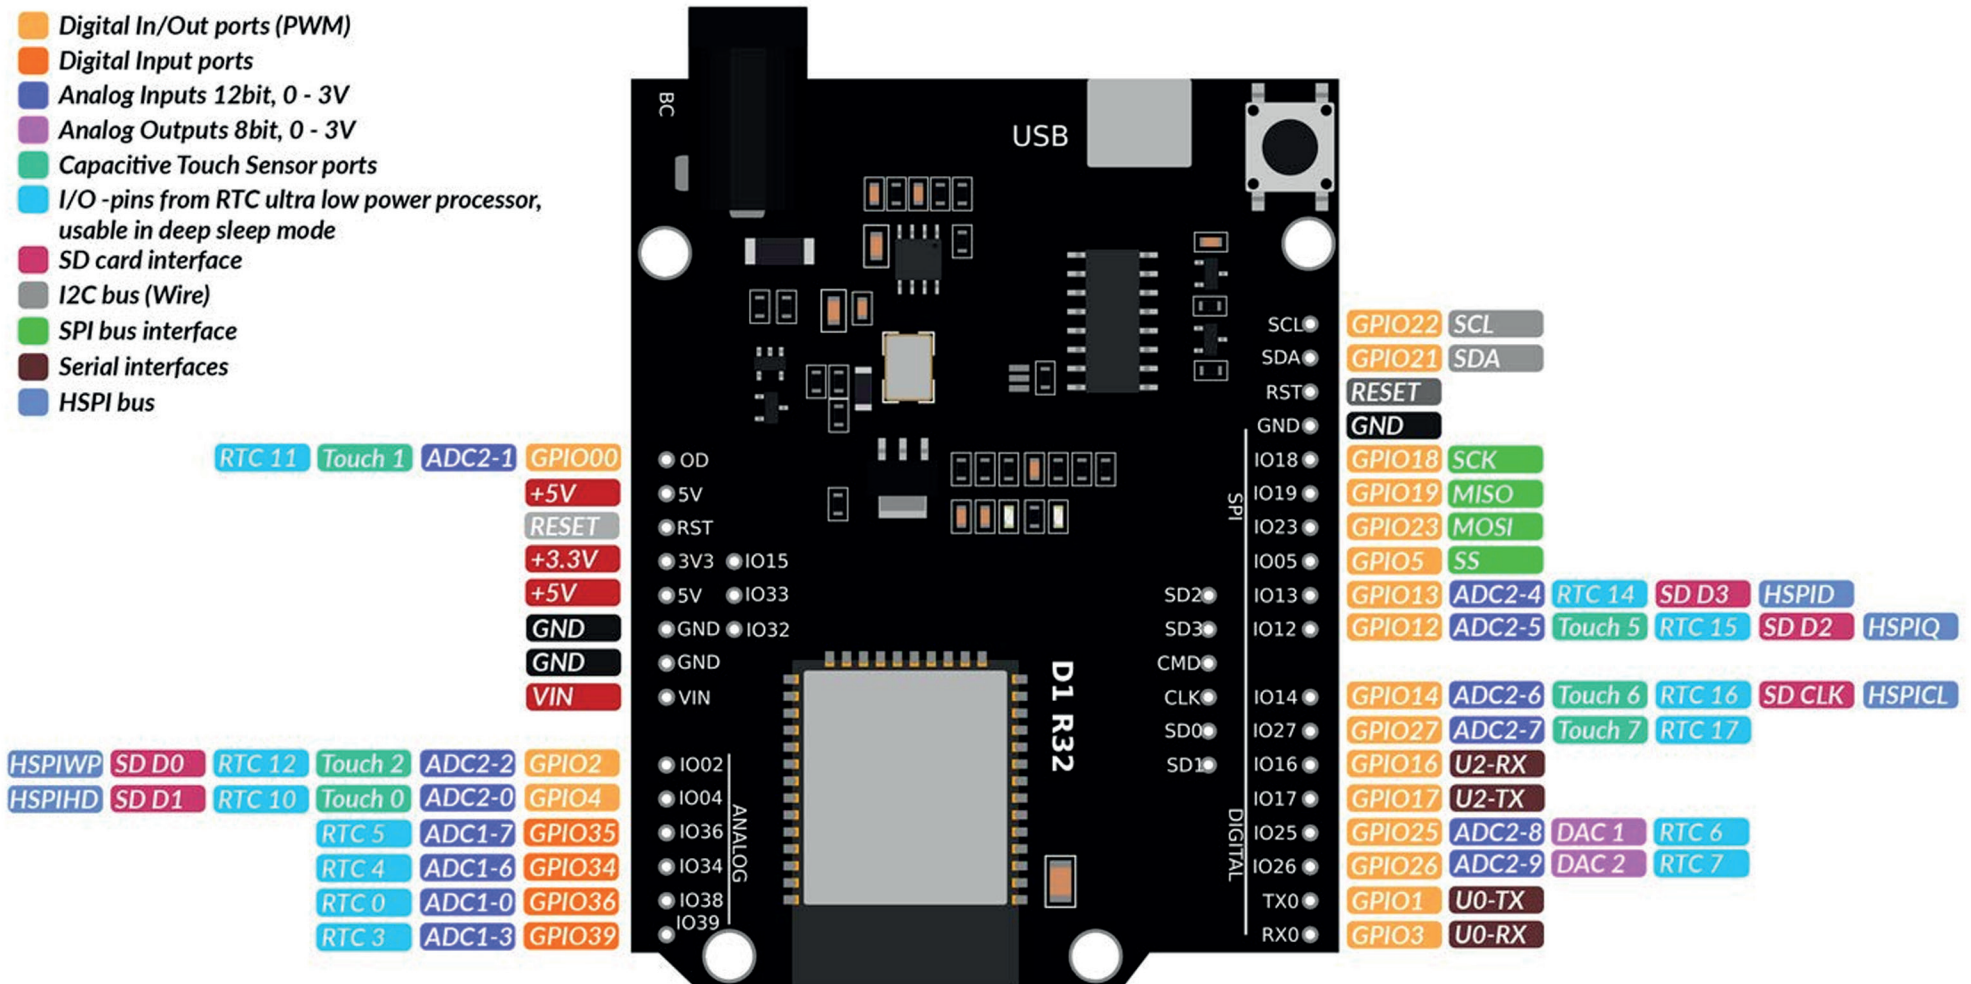 Digital In/Out ports (PWM)
Digital Input ports
Analog Inputs 12bit, 0 - 3V
Analog Outputs 8bit, 0 - 3V
Capacitive Touch Sensor ports
I/O -pins from RTC ultra low power processor,
usable in deep sleep mode
SD card interface
I2C bus (Wire)
SPI bus interface
Serial interfaces
HSPI bus
BC
USB
RTC 11 Touch 1 ADC2-1 GPIO00 OD
+5V 5V
RESET RST
+3.3V 3V3 IO15
+5V 5V IO33
GND GND IO32
GND GND
VIN VIN
HSPIWP SD D0 RTC 12 Touch 2 ADC2-2 GPIO2 IO02
HSPIHD SD D1 RTC 10 Touch 0 ADC2-0 GPIO4 IO04
RTC 5 ADC1-7 GPIO35 IO36
RTC 4 ADC1-6 GPIO34 IO34
RTC 0 ADC1-0 GPIO36 IO38
RTC 3 ADC1-3 GPIO39 IO39
ANALOG
D1 R32
SD2
SD3
CMD
CLK
SD0
SD1
SPI
DIGITAL
SCL GPIO22 SCL
SDA GPIO21 SDA
RST RESET
GND GND
IO18 GPIO18 SCK
IO19 GPIO19 MISO
IO23 GPIO23 MOSI
IO05 GPIO5 SS
IO13 GPIO13 ADC2-4 RTC 14 SD D3 HSPID
IO12 GPIO12 ADC2-5 Touch 5 RTC 15 SD D2 HSPIQ
IO14 GPIO14 ADC2-6 Touch 6 RTC 16 SD CLK HSPICL
IO27 GPIO27 ADC2-7 Touch 7 RTC 17
IO16 GPIO16 U2-RX
IO17 GPIO17 U2-TX
IO25 GPIO25 ADC2-8 DAC 1 RTC 6
IO26 GPIO26 ADC2-9 DAC 2 RTC 7
TX0 GPIO1 U0-TX
RX0 GPIO3 U0-RX